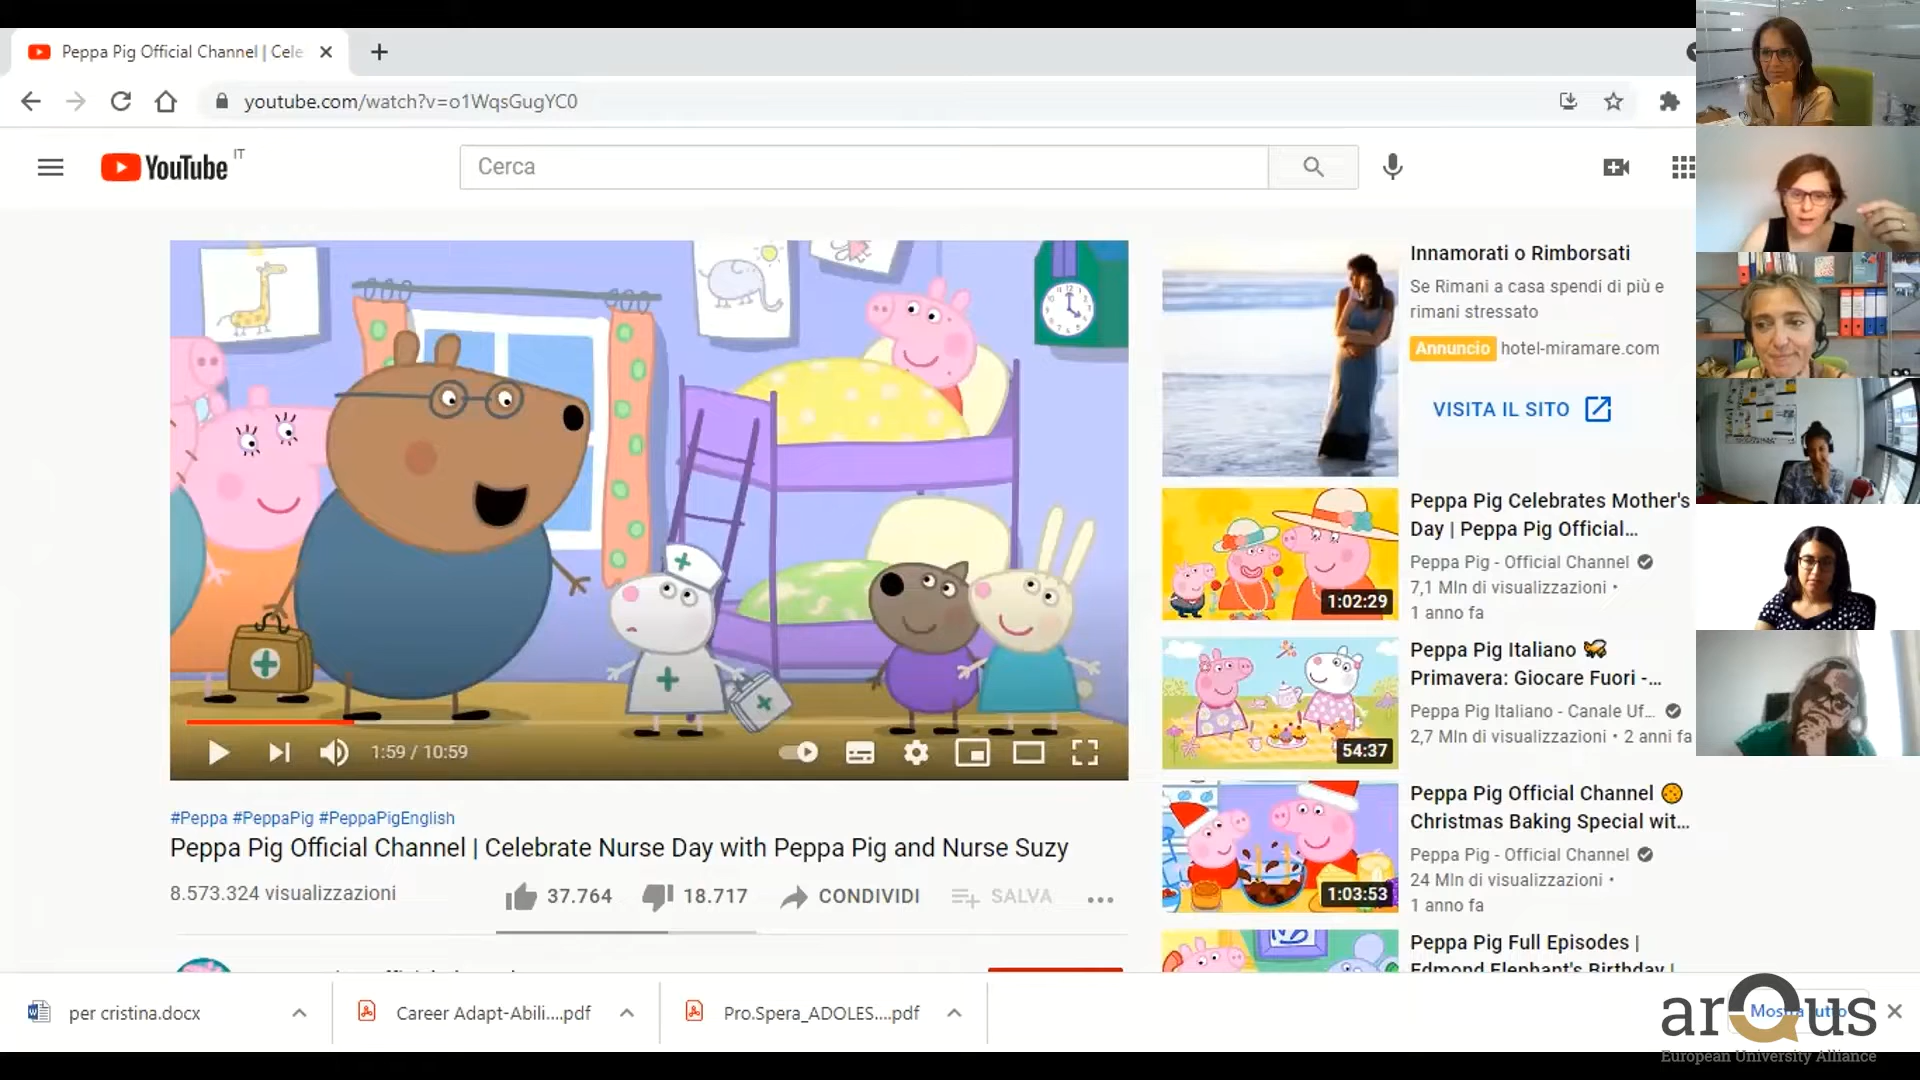 Peppa Pig Official Channel | Cele
youtube.com/watch?v=o1WqsGugYC0
YouTube IT
Cerca
1:59 / 10:59
#Peppa #PeppaPig #PeppaPigEnglish
Peppa Pig Official Channel | Celebrate Nurse Day with Peppa Pig and Nurse Suzy
8.573.324 visualizzazioni
37.764
18.717
CONDIVIDI
SALVA
Innamorati o Rimborsati
Se Rimani a casa spendi di più e
rimani stressato
Annuncio hotel-miramare.com
VISITA IL SITO
1:02:29
Peppa Pig Celebrates Mother's
Day | Peppa Pig Official...
Peppa Pig - Official Channel
7,1 Mln di visualizzazioni •
1 anno fa
54:37
Peppa Pig Italiano
Primavera: Giocare Fuori -...
Peppa Pig Italiano - Canale Uf...
2,7 Mln di visualizzazioni • 2 anni fa
1:03:53
Peppa Pig Official Channel
Christmas Baking Special wit...
Peppa Pig - Official Channel
24 Mln di visualizzazioni •
1 anno fa
Peppa Pig Full Episodes |
Edmond Elephant's Birthday |
per cristina.docx
Career Adapt-Abili....pdf
Pro.Spera_ADOLES....pdf
arQus
European University Alliance